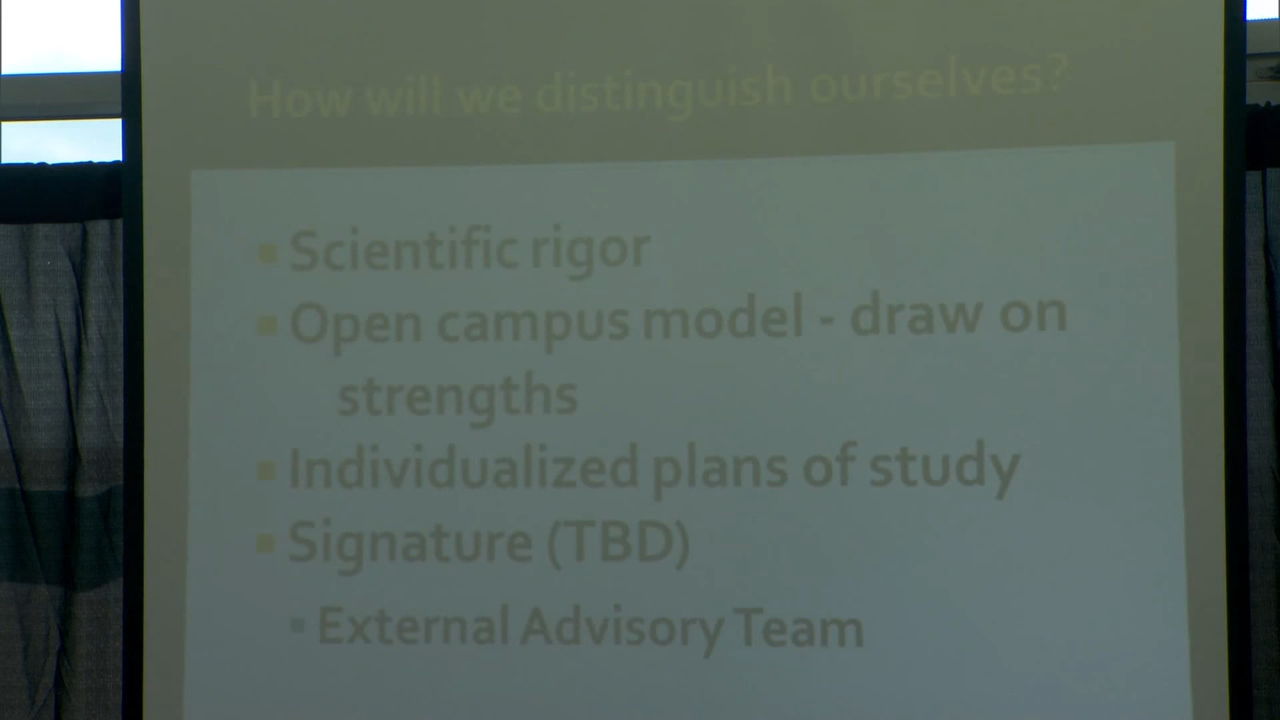 How will we distinguish ourselves?
▪ Scientific rigor
▪ Open campus model - draw on
strengths
▪ Individualized plans of study
▪ Signature (TBD)
▪ External Advisory Team